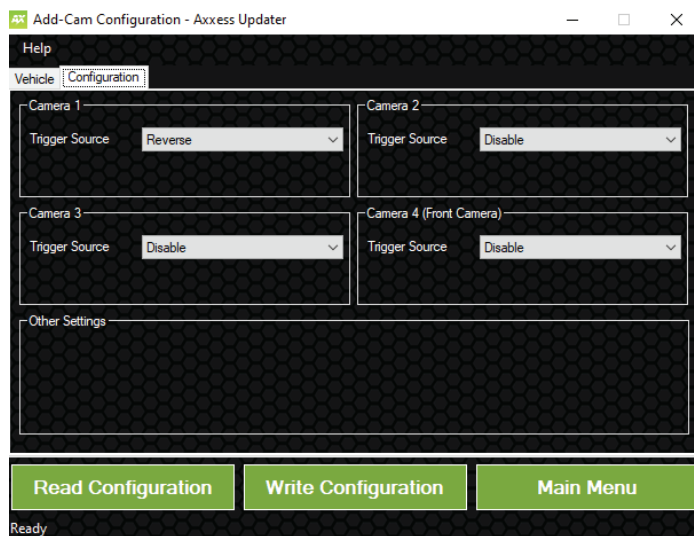 AX Add-Cam Configuration - Axxess Updater
Help
Vehicle Configuration
Camera 1
Trigger Source Reverse
Camera 2
Trigger Source Disable
Camera 3
Trigger Source Disable
Camera 4 (Front Camera)
Trigger Source Disable
Other Settings
Read Configuration Write Configuration Main Menu
Ready